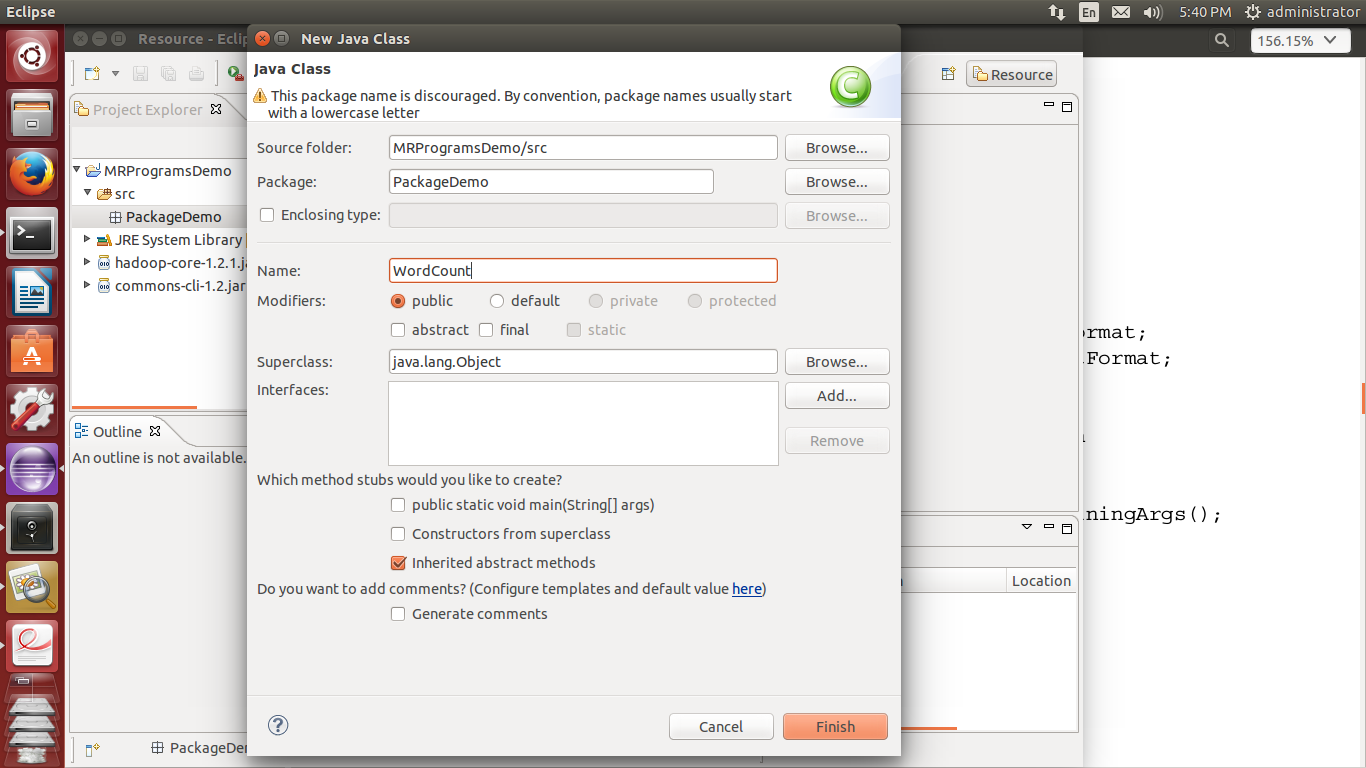 Eclipse
En
5:40 PM
administrator
Resource - Eclip
New Java Class
156.15%
Java Class
This package name is discouraged. By convention, package names usually start
with a lowercase letter
Resource
Project Explorer
Source folder:
MRProgramsDemo/src
Browse...
Package:
PackageDemo
Browse...
Enclosing type:
Browse...
MRProgramsDemo
src
PackageDemo
JRE System Library
hadoop-core-1.2.1.ja
commons-cli-1.2.jar
Name:
WordCount
Modifiers:
public
default
private
protected
abstract
final
static
Superclass:
java.lang.Object
Browse...
Interfaces:
Add...
Remove
ormat;
Format;
Outline
An outline is not available.
Which method stubs would you like to create?
public static void main(String[] args)
Constructors from superclass
Inherited abstract methods
Do you want to add comments? (Configure templates and default value here)
Generate comments
ningArgs();
Location
Cancel
Finish
PackageDem